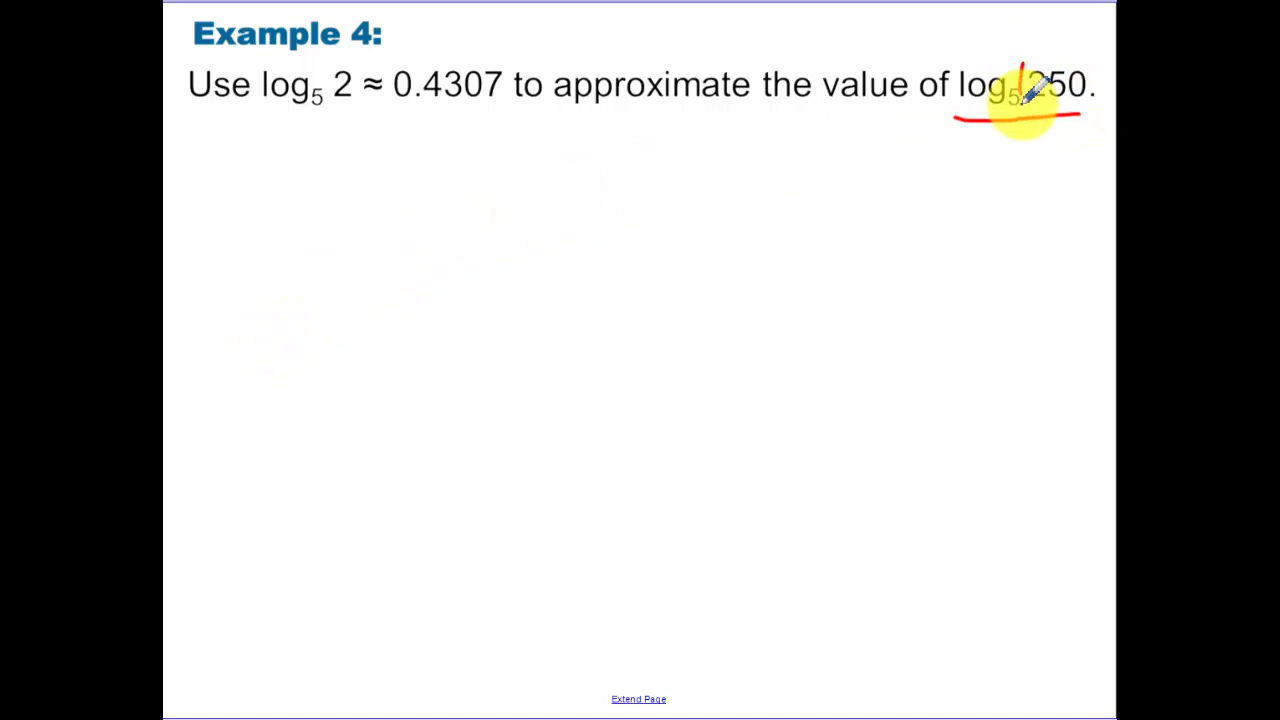 Example 4:
Use log₅ 2 ≈ 0.4307 to approximate the value of log₅ 250.
Extend Page